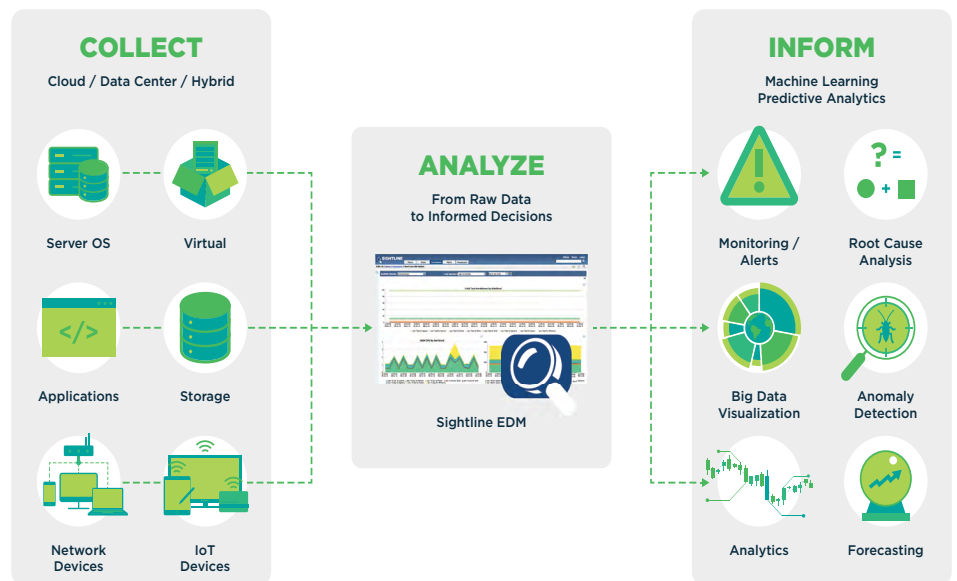 COLLECT
Cloud / Data Center / Hybrid
Server OS
Virtual
</>
Applications
Storage
Network
Devices
IoT
Devices
ANALYZE
From Raw Data
to Informed Decisions
SIGHTLINE
Sightline EDM
INFORM
Machine Learning
Predictive Analytics
? =
+
Monitoring /
Alerts
Root Cause
Analysis
Big Data
Visualization
Anomaly
Detection
Analytics
Forecasting